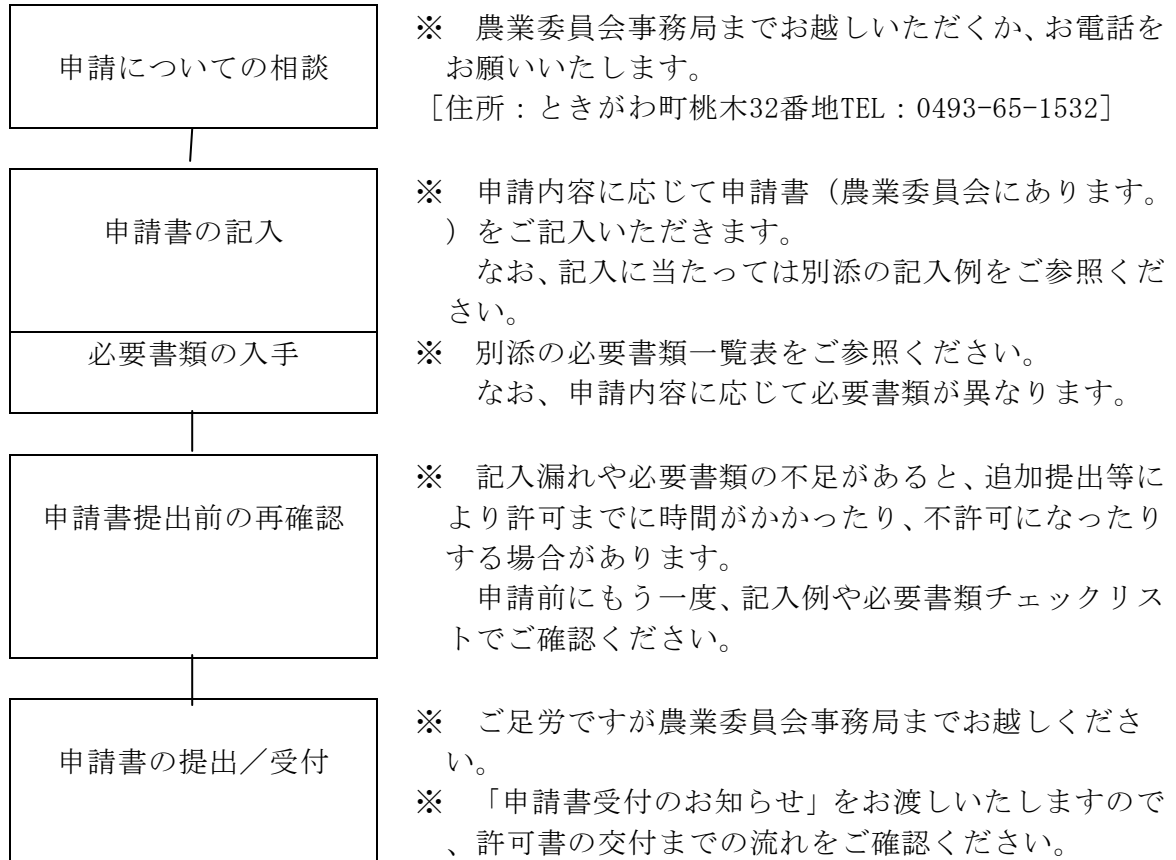 申請についての相談
※ 農業委員会事務局までお越しいただくか、お電話を
お願いいたします。
［住所：ときがわ町桃木32番地TEL：0493-65-1532］
申請書の記入
※ 申請内容に応じて申請書（農業委員会にあります。
）をご記入いただきます。
なお、記入に当たっては別添の記入例をご参照くだ
さい。
必要書類の入手
※ 別添の必要書類一覧表をご参照ください。
なお、申請内容に応じて必要書類が異なります。
申請書提出前の再確認
※ 記入漏れや必要書類の不足があると、追加提出等に
より許可までに時間がかかったり、不許可になったり
する場合があります。
申請前にもう一度、記入例や必要書類チェックリス
トでご確認ください。
申請書の提出／受付
※ ご足労ですが農業委員会事務局までお越しくださ
い。
※ 「申請書受付のお知らせ」をお渡しいたしますので
、許可書の交付までの流れをご確認ください。